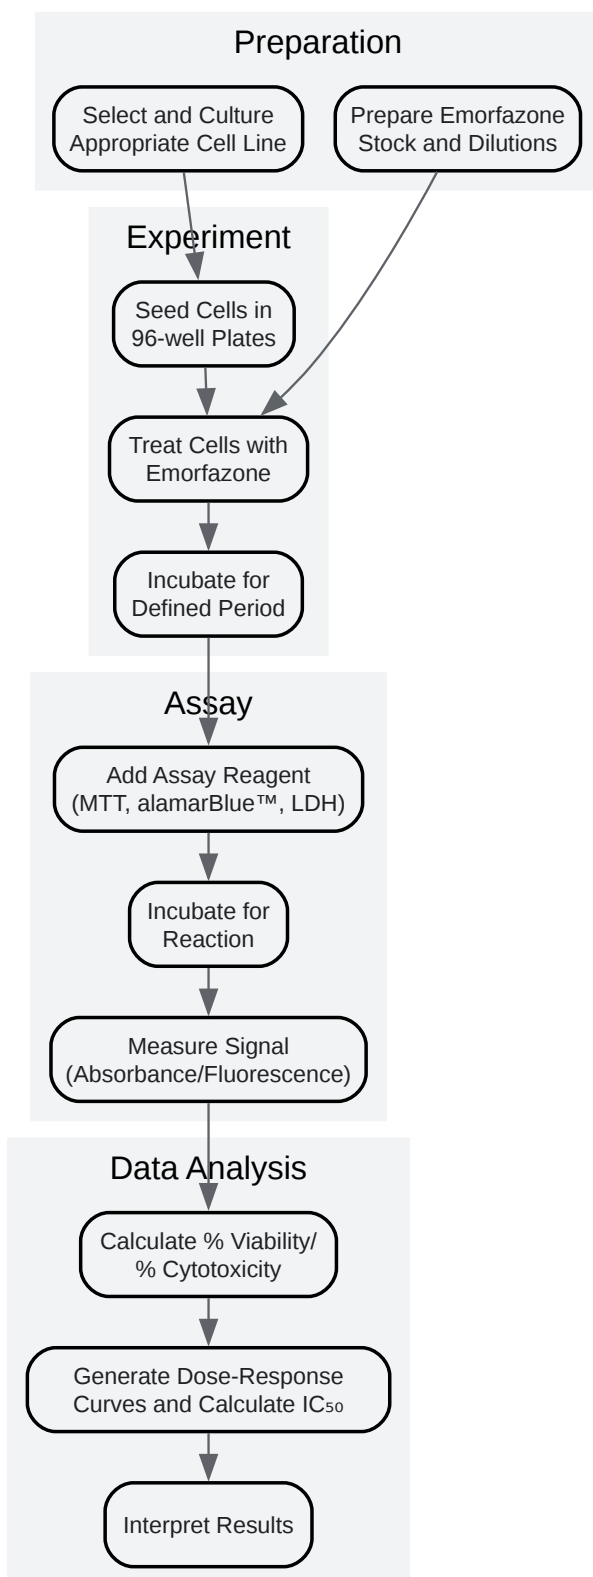 Preparation
Select and Culture
Appropriate Cell Line
Prepare Emorfazone
Stock and Dilutions
Experiment
Seed Cells in
96-well Plates
Treat Cells with
Emorfazone
Incubate for
Defined Period
Assay
Add Assay Reagent
(MTT, alamarBlue™, LDH)
Incubate for
Reaction
Measure Signal
(Absorbance/Fluorescence)
Data Analysis
Calculate % Viability/
% Cytotoxicity
Generate Dose-Response
Curves and Calculate IC₅₀
Interpret Results